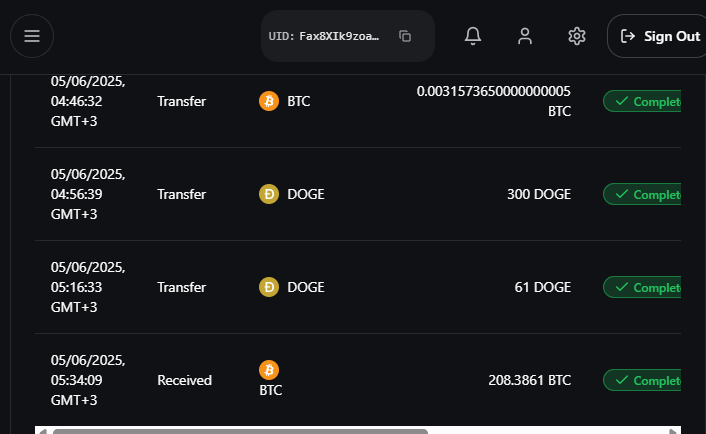 UID: Fax8XIk9zoa...
Sign Out
05/06/2025,
04:46:32
GMT+3
Transfer
BTC
0.0031573650000000005
BTC
Complete
05/06/2025,
04:56:39
GMT+3
Transfer
DOGE
300 DOGE
Complete
05/06/2025,
05:16:33
GMT+3
Transfer
DOGE
61 DOGE
Complete
05/06/2025,
05:34:09
GMT+3
Received
BTC
208.3861 BTC
Complete